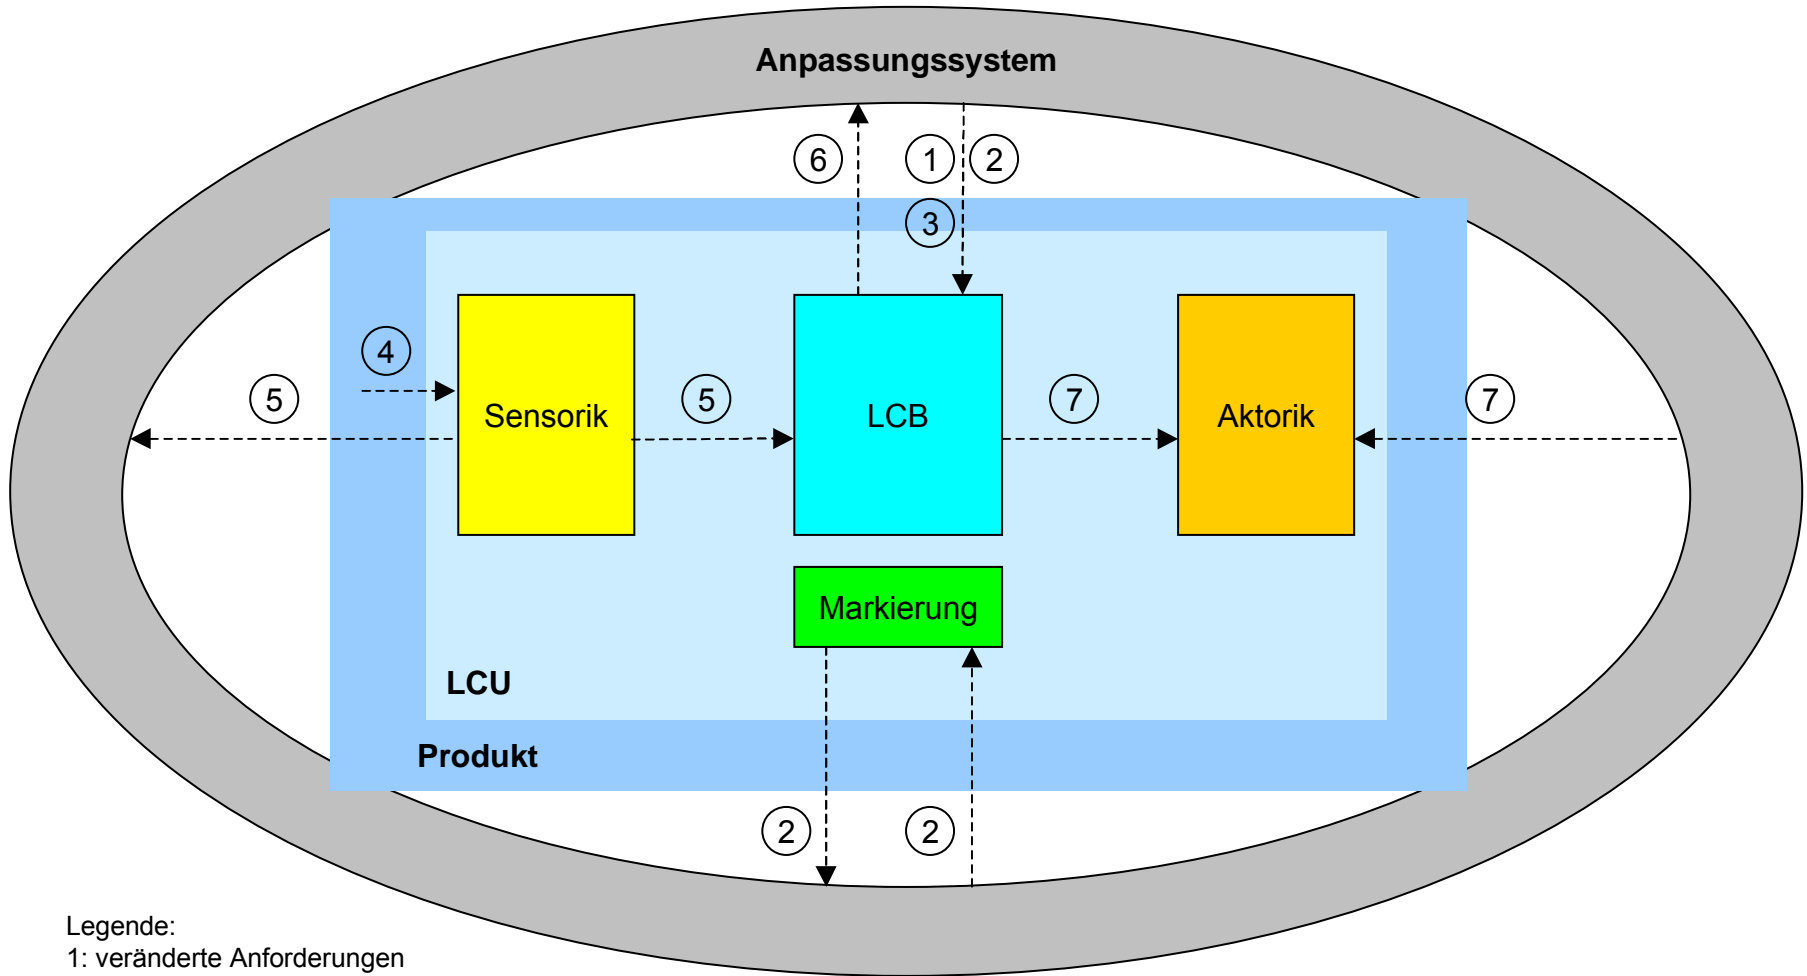 Anpassungssystem
6
1
2
3
4
5
Sensorik
5
LCB
7
Aktorik
7
Markierung
LCU
Produkt
2
2
Legende:
1: veränderte Anforderungen